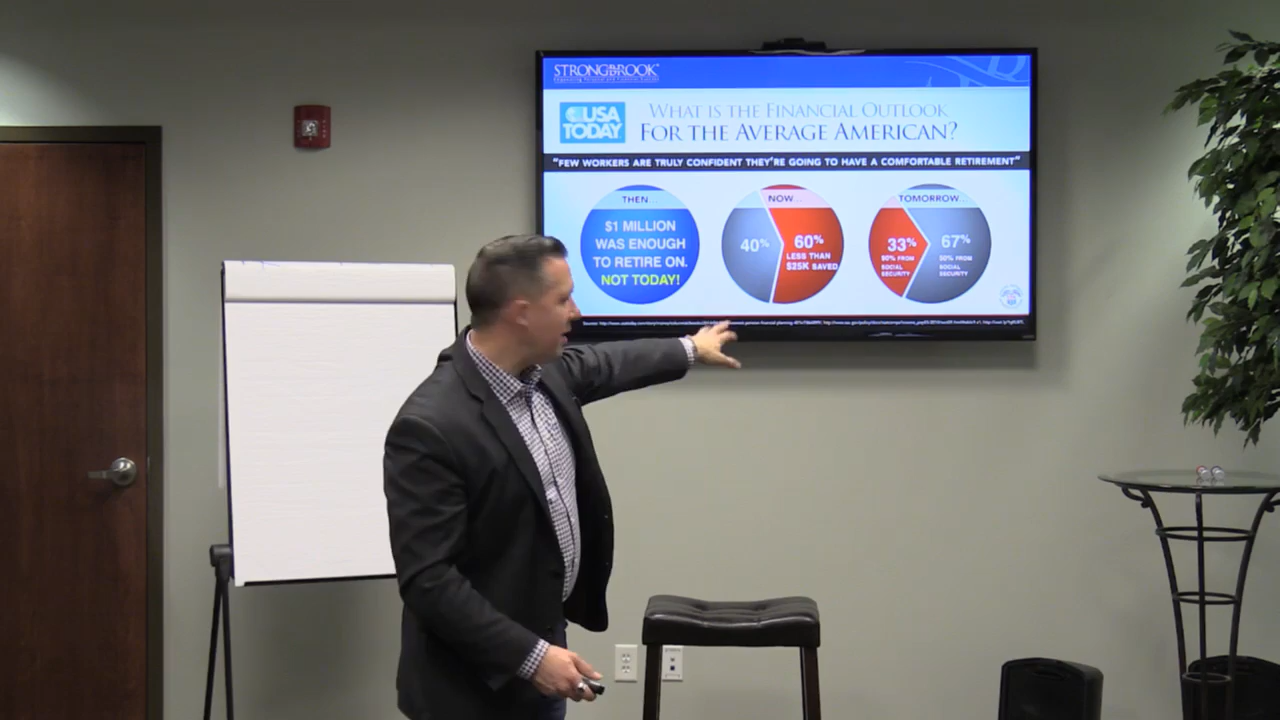 STRONGBROOK
USA
TODAY
WHAT IS THE FINANCIAL OUTLOOK
FOR THE AVERAGE AMERICAN?
"FEW WORKERS ARE TRULY CONFIDENT THEY'RE GOING TO HAVE A COMFORTABLE RETIREMENT"
THEN...
$1 MILLION
WAS ENOUGH
TO RETIRE ON.
NOT TODAY!
NOW...
40%
60%
LESS THAN
$25K SAVED
TOMORROW...
33%
90% FROM
SOCIAL
SECURITY
67%
50% FROM
SOCIAL
SECURITY